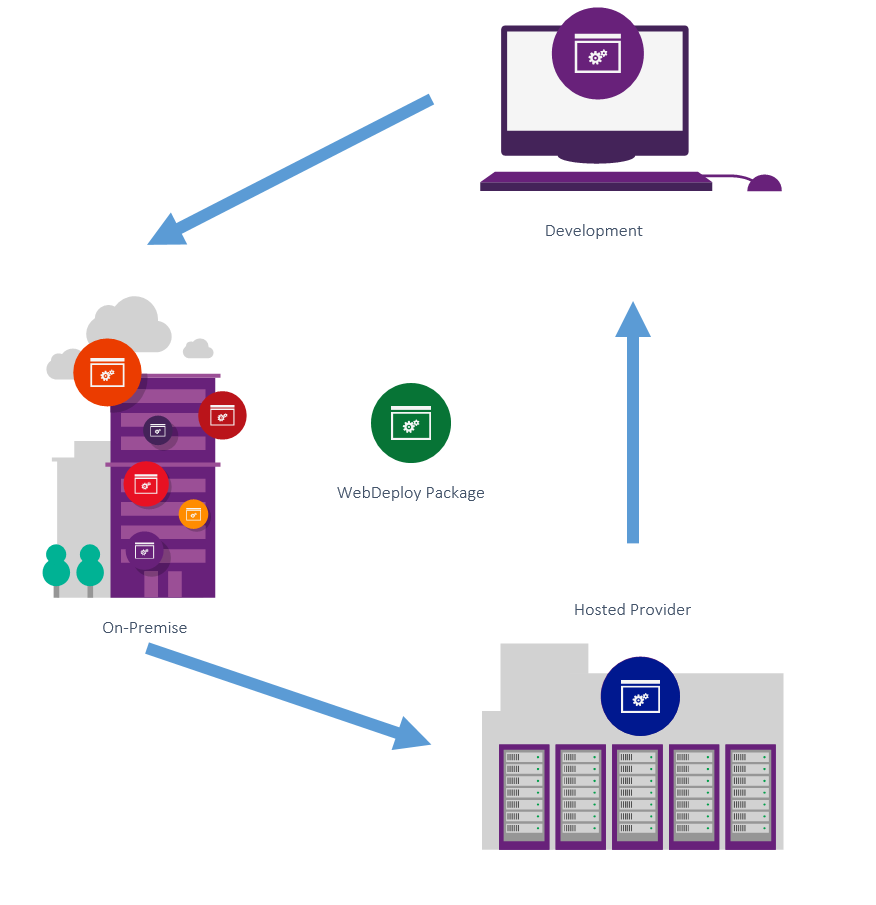 Development
WebDeploy Package
Hosted Provider
On-Premise